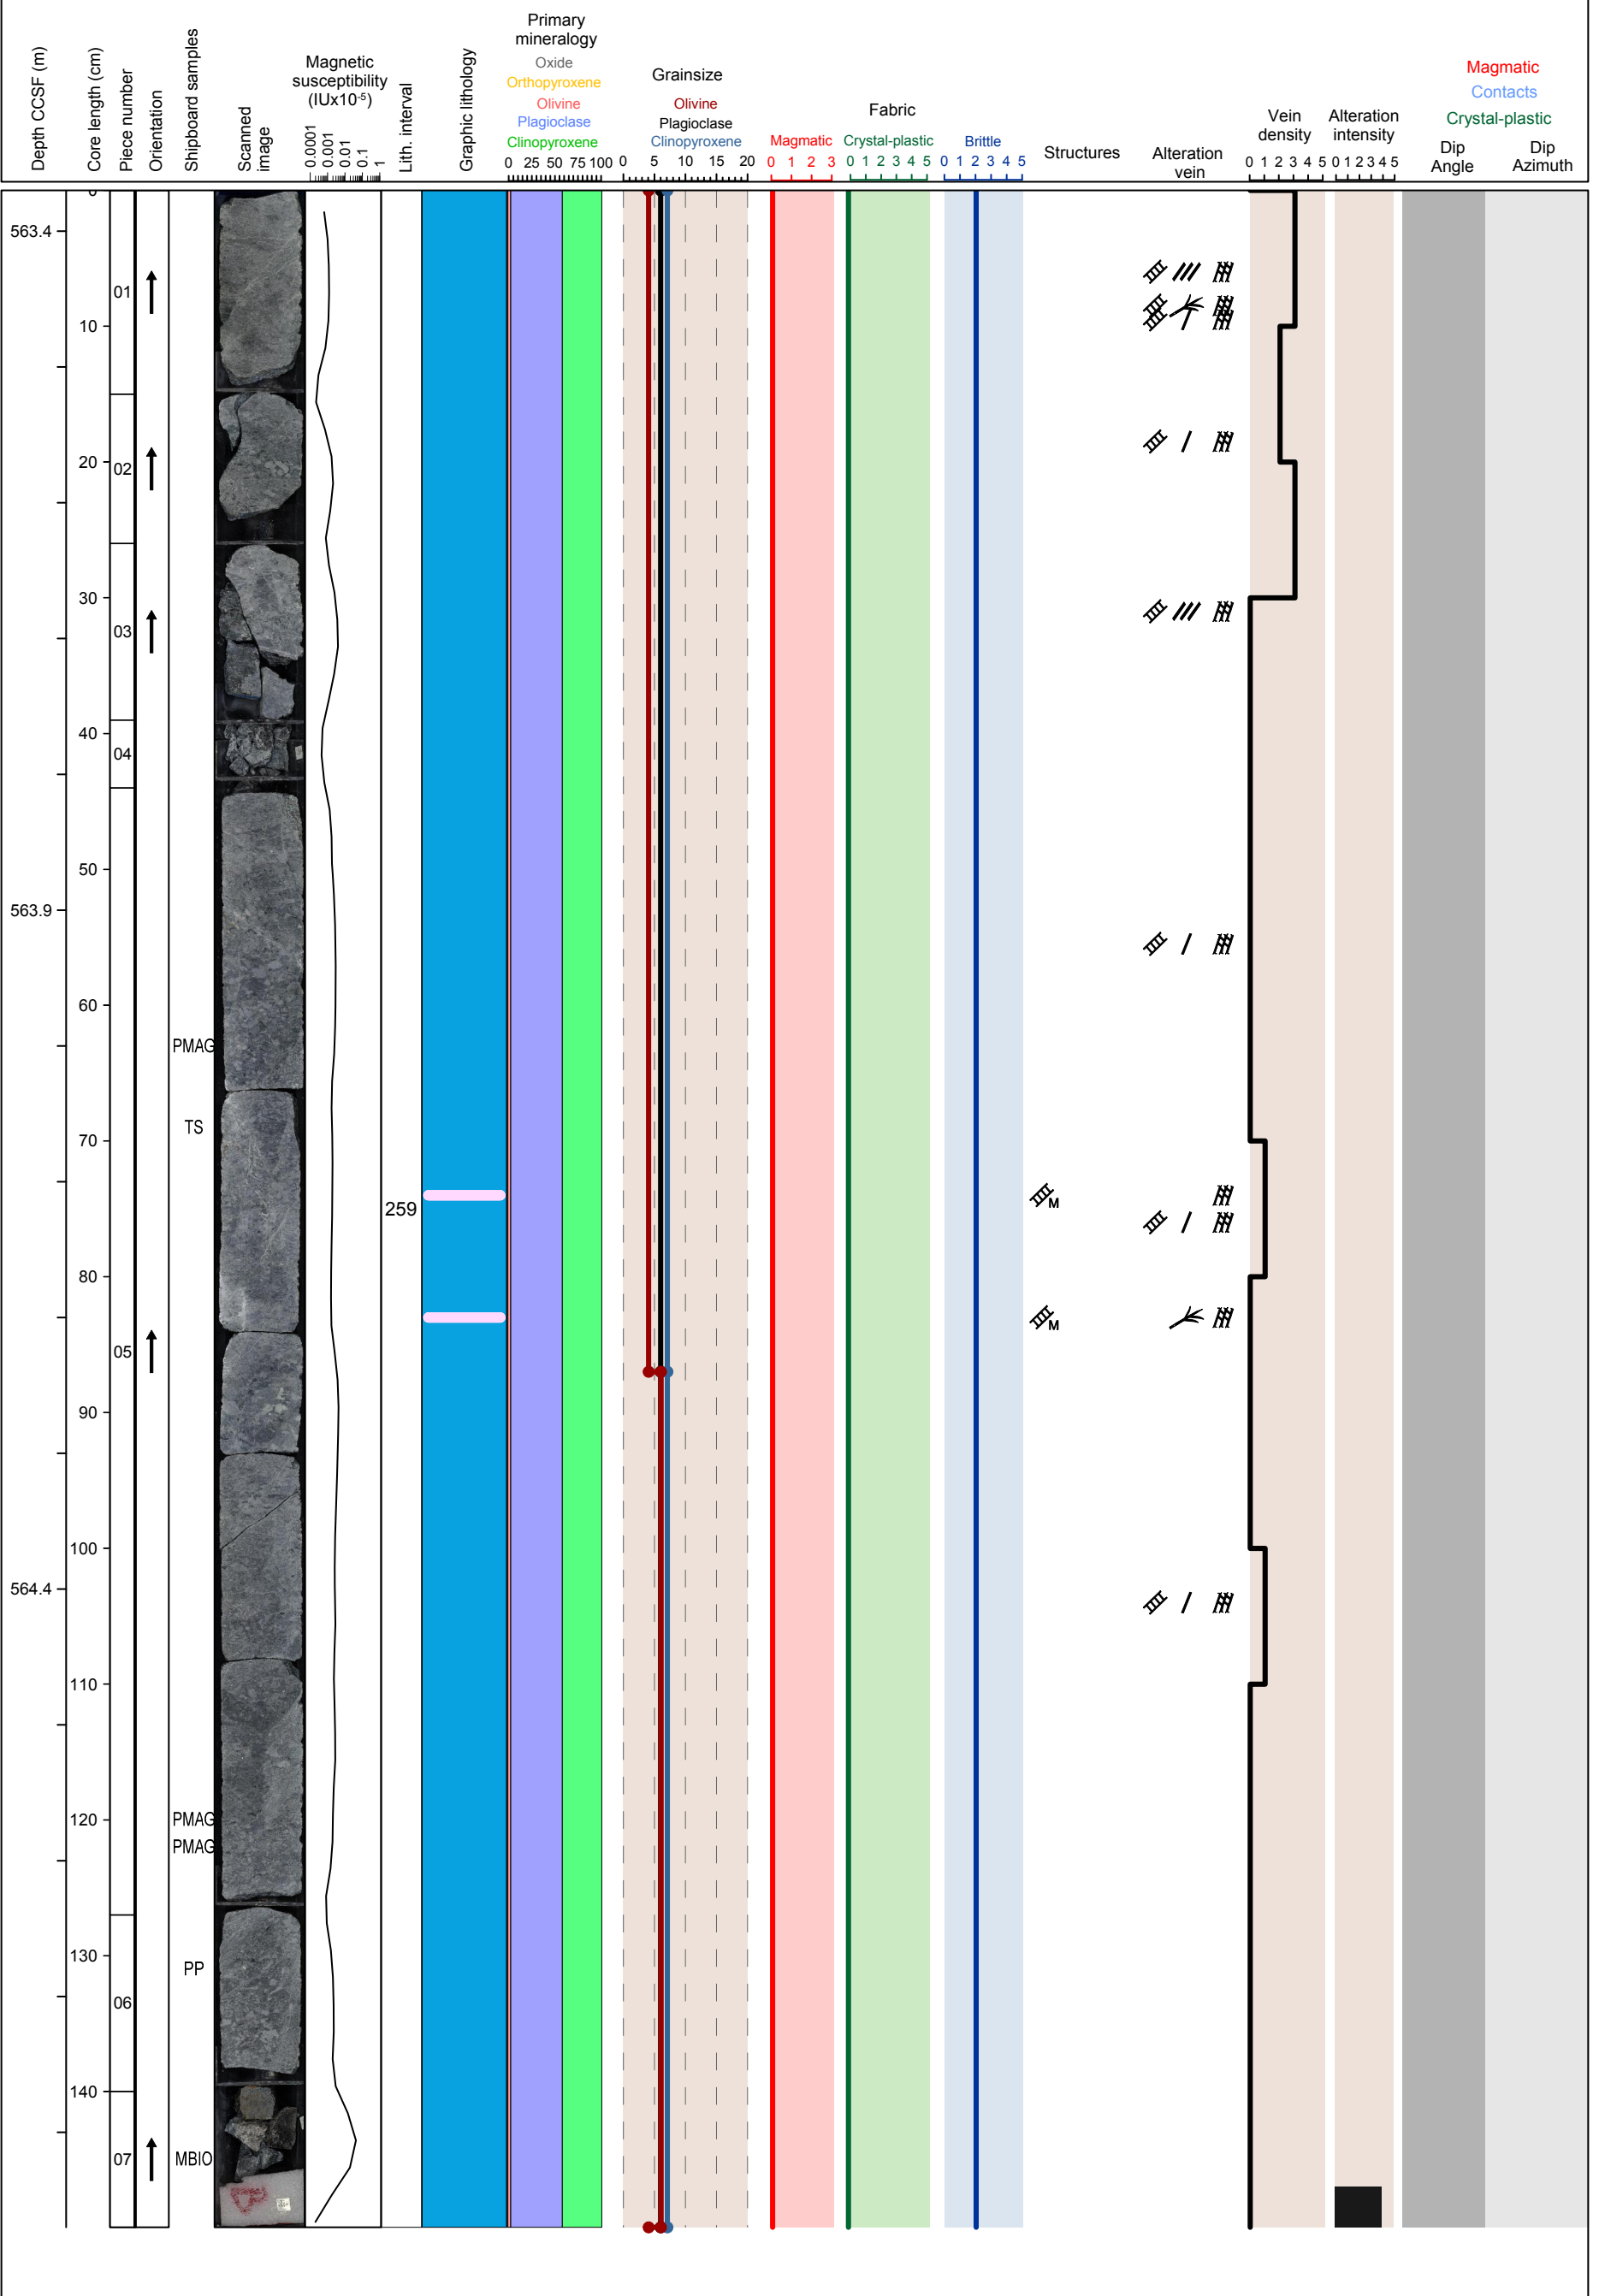 Depth CCSF (m)
Core length (cm)
Piece number
Orientation
Shipboard samples
Scanned
image
Magnetic
susceptibility
(IUx10-5)
0.0001
0.001
0.01
0.1
1
Lith. interval
Graphic lithology
Primary
mineralogy
Oxide
Orthopyroxene
Olivine
Plagioclase
Clinopyroxene
0 25 50 75 100
Grainsize
Olivine
Plagioclase
Clinopyroxene
0 5 10 15 20
Fabric
Magmatic
0 1 2 3
Crystal-plastic
0 1 2 3 4 5
Brittle
0 1 2 3 4 5
Structures
Alteration
vein
Vein
density
0 1 2 3 4 5
Alteration
intensity
0 1 2 3 4 5
Magmatic
Contacts
Crystal-plastic
Dip
Angle
Dip
Azimuth
0
563.4
01
10
20
02
30
03
40
04
50
563.9
60
PMAG
TS
70
259
M
80
M
05
90
100
564.4
110
PMAG
120
PMAG
130
PP
06
140
07
MBIO